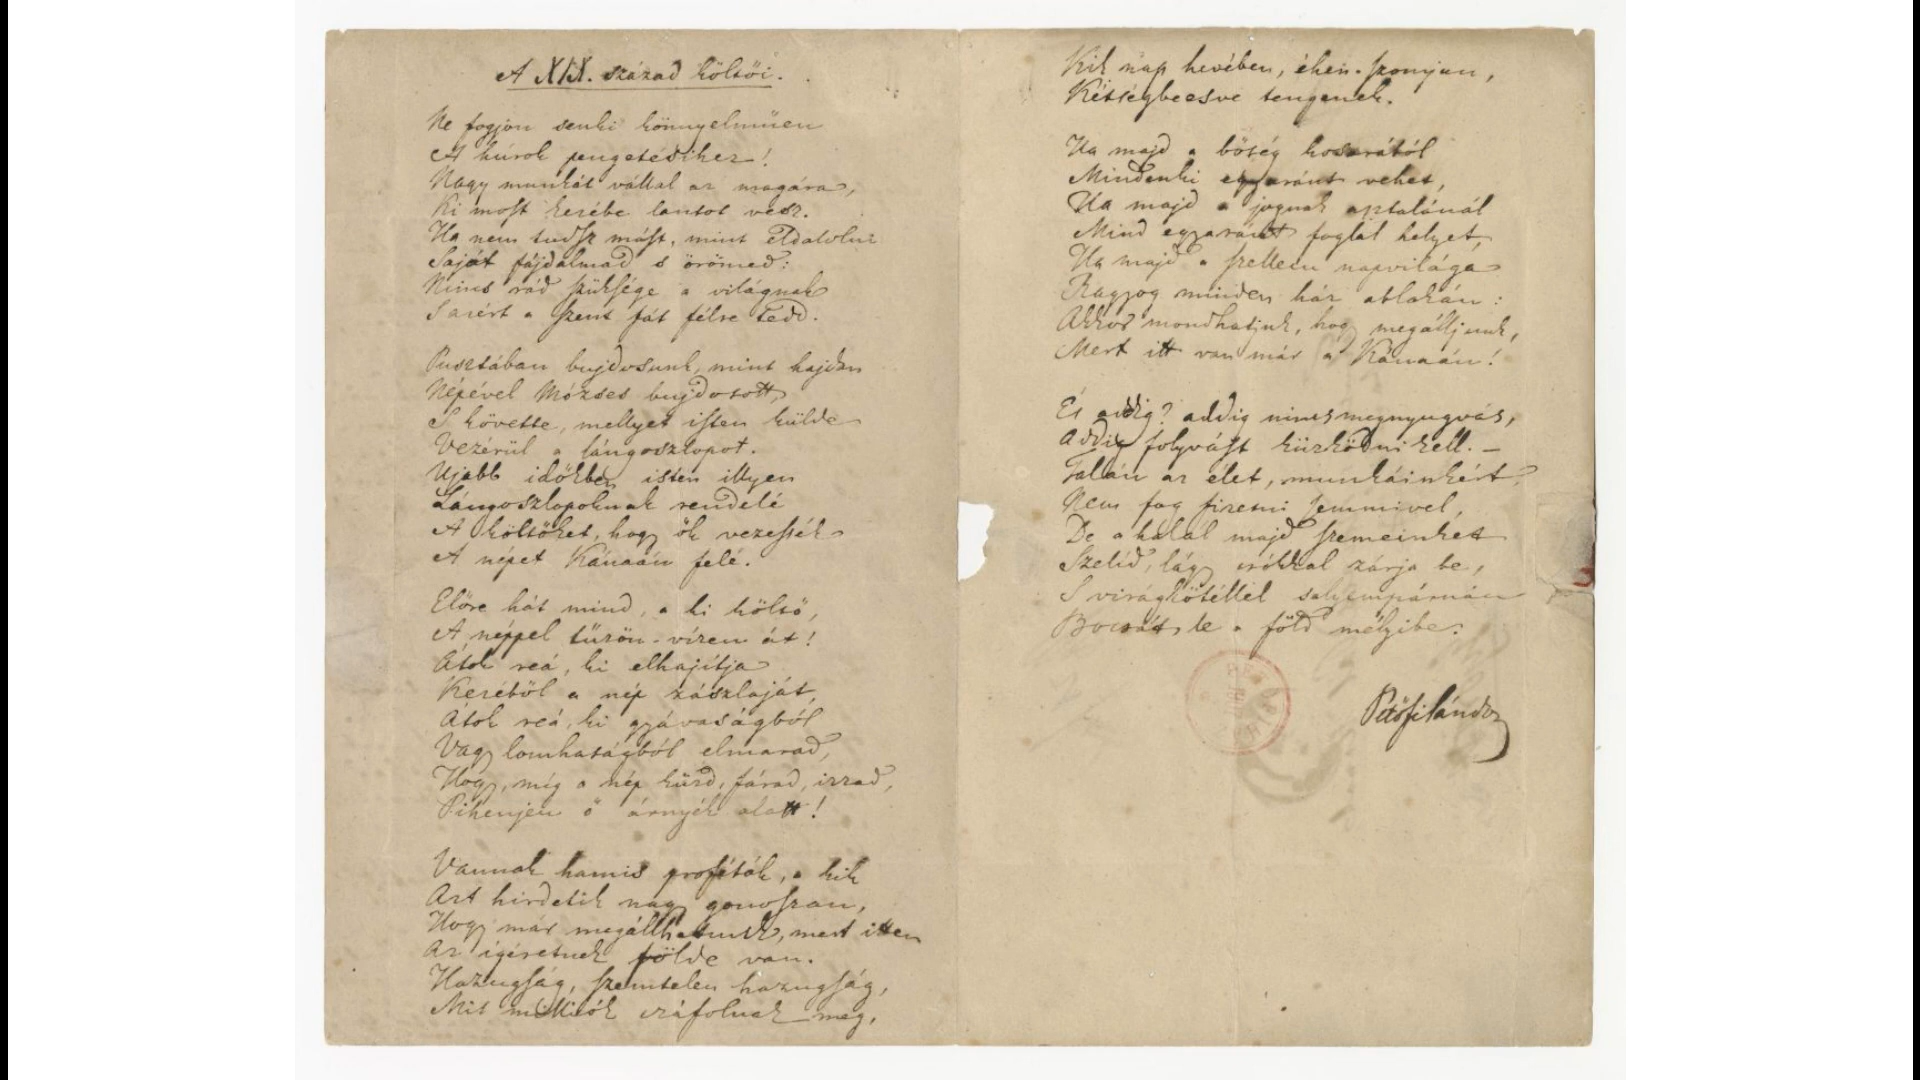 A XIX. század költői.
Ne fogjon senki könnyelmüen
A húrok pengetésihez!
Nagy munkát vállal az magára,
Ki most kezébe lantot vesz.
Ha nem tudsz mást, mint eldalolni
Saját fájdalmad s örömed:
Nincs rád szüksége a világnak
S azért a szent fát félre tedd.
Pusztában bujdosunk, mint hajdan
Népével Mózses bujdosott,
S követte, mellyet isten külde
Vezérül a lángoszlopot.
Ujabb időkben isten illyen
Lángoszlopoknak rendelé
A költőket, hogy ők vezessék
A népet Kánaán felé.
Előre hát mind, a ki költő,
A néppel tűzön-vízen át!
Átok reá, ki elhajítja
Kezéből a nép zászlaját,
Átok reá, ki gyávaságból
Vagy lomhaságból elmarad,
Hogy, míg a nép küzd, fárad, izzad,
Pihenjen ő árnyék alatt!
Vannak hamis próféták, a kik
Azt hirdetik nagy gonoszan,
Hogy már megállhatunk, mert itten
Az igéretnek földe van.
Hazugság, szemtelen hazugság,
Mit milliók cáfolnak meg,
Kik nap hevében, éhen-szomjan,
Kétségbeesve tengenek.
Ha majd a bőség kosarából
Mindenki egyaránt vehet,
Ha majd a jognak asztalánál
Mind egyaránt foglal helyet,
Ha majd a szellem napvilága
Ragyog minden ház ablakán:
Akkor mondhatjuk, hogy megálljunk,
Mert itt van már a Kánaán!
És addig? addig nincs megnyugvás,
Addig folyvást küszködni kell. –
Talán az élet, munkáinkért,
Nem fog fizetni semmivel,
De a halál majd szemeinket
Szelíd, lágy csókkal zárja be,
S virágkötéllel selyempárnán
Bocsát le a föld mélyibe.
Petőfi Sándor